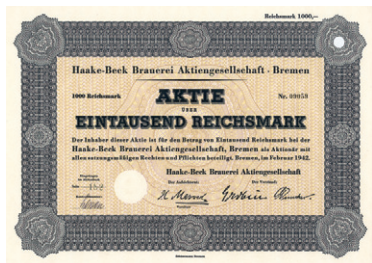 Reichsmark 1000,—
Haake-Beck Brauerei Aktiengesellschaft - Bremen
1000 Reichsmark
AKTIE
Nr. 09059
ÜBER
EINTAUSEND REICHSMARK
Der Inhaber dieser Aktie ist für den Betrag von Eintausend Reichsmark bei der
Haake-Beck Brauerei Aktiengesellschaft, Bremen als Aktionär mit
allen satzungsmäßigen Rechten und Pflichten beteiligt. Bremen, im Februar 1942.
Haake-Beck Brauerei Aktiengesellschaft
Der Aufsichtsrat
Der Vorstand